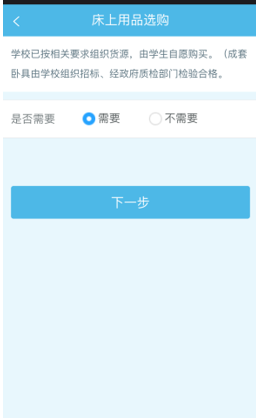 床上用品选购
学校已按相关要求组织货源，由学生自愿购买。（成套
卧具由学校组织招标、经政府质检部门检验合格。
是否需要 需要 不需要
下一步